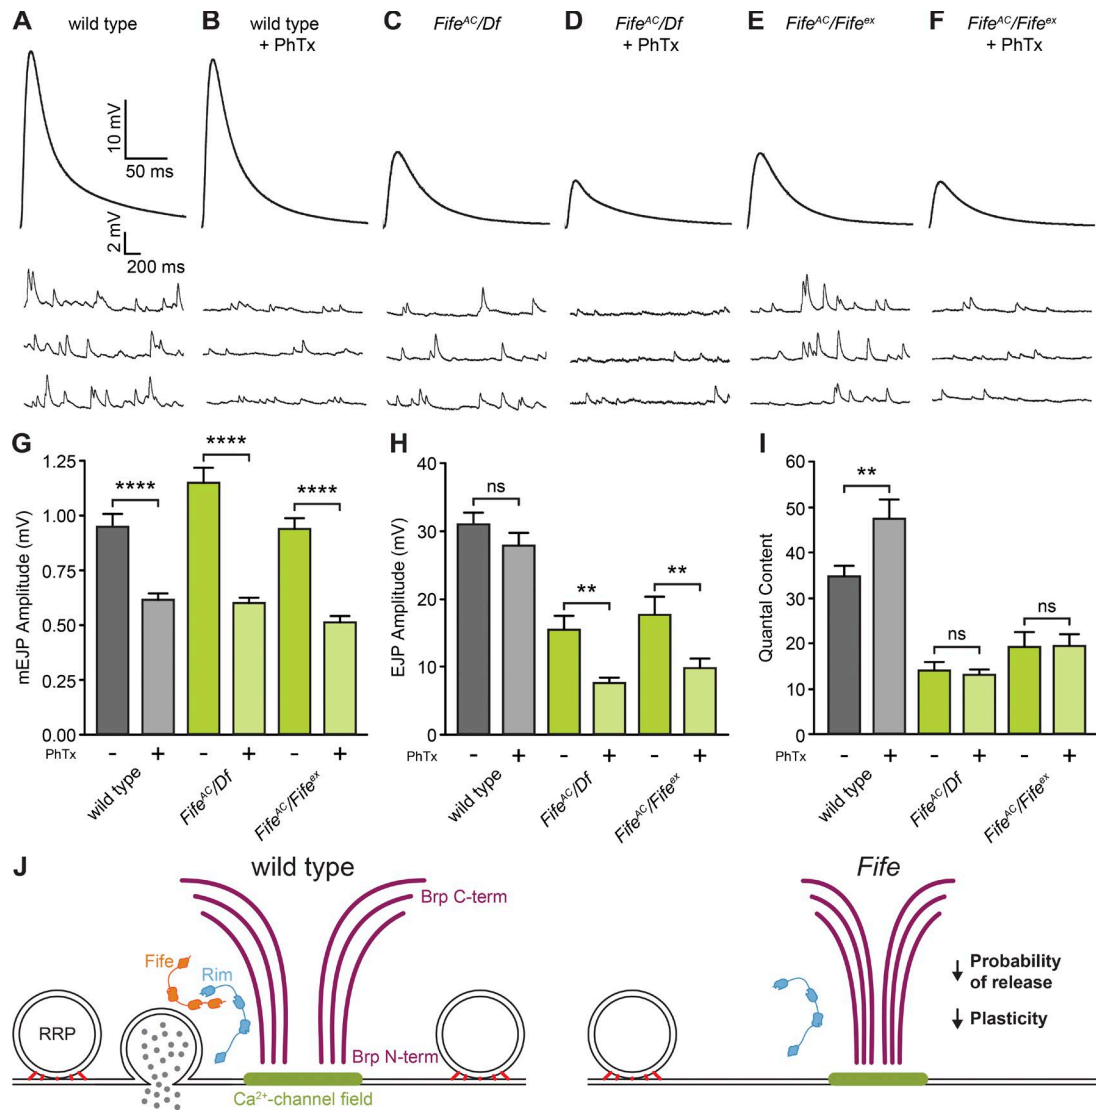 A wild type
B wild type
+ PhTx
C Fife^AC/Df
D Fife^AC/Df
+ PhTx
E Fife^AC/Fife^ex
F Fife^AC/Fife^ex
+ PhTx
10 mV
50 ms
2 mV
200 ms
G
mEJP Amplitude (mV)
1.25
1.00
0.75
0.50
0.25
0.00
****
****
****
PhTx - + - + - +
wild type
Fife^AC/Df
Fife^AC/Fife^ex
H
EJP Amplitude (mV)
40
30
20
10
0
ns
**
**
PhTx - + - + - +
wild type
Fife^AC/Df
Fife^AC/Fife^ex
I
Quantal Content
60
50
40
30
20
10
0
**
ns
ns
PhTx - + - + - +
wild type
Fife^AC/Df
Fife^AC/Fife^ex
J
wild type
Brp C-term
Fife
Rim
RRP
Brp N-term
Ca²⁺-channel field
Fife
↓ Probability
of release
↓ Plasticity